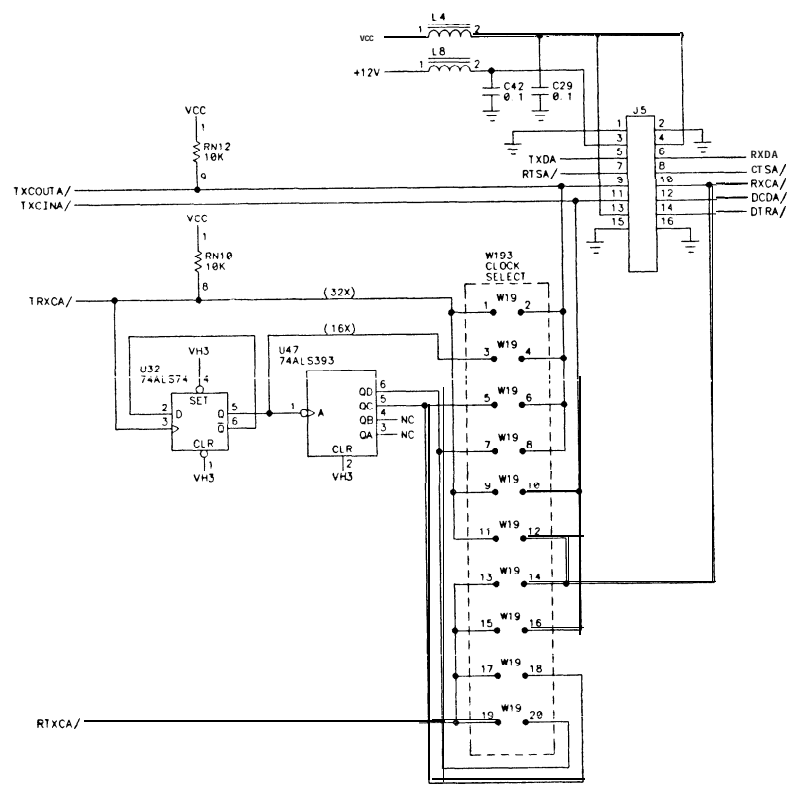 L4
VCC 1 2
L8
+12V 1 2
C42 0.1
C29 0.1
J5
VCC
1
RN12
10K
9
1 2
3 4
TXDA 5 6 RXDA
RTSA/ 7 8 CTSA/
TXCOUTA/ 9 10 RXCA/
TXCINA/ 11 12 DCDA/
13 14 DTRA/
15 16
VCC
1
RN10
10K
8
W193
CLOCK
SELECT
TRXCA/ (32X)
1 W19 2
(16X)
3 W19 4
U32
74ALS74
VH3
4
SET
2 D Q 5
3 Q 6
CLR
1
VH3
U47
74ALS393
1 A
QD 6
QC 5
QB 4 NC
QA 3 NC
CLR
2
VH3
5 W19 6
7 W19 8
9 W19 10
11 W19 12
13 W19 14
15 W19 16
17 W19 18
RTXCA/ 19 W19 20